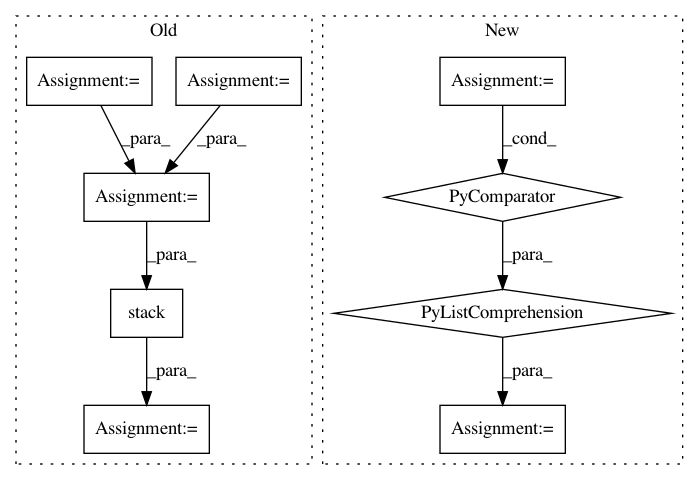 Old
New
Assignment:=
Assignment:=
Assignment:=
_para_
_para_
_cond_
Assignment:=
PyComparator
_para_
_para_
stack
PyListComprehension
_para_
_para_
Assignment:=
Assignment:=